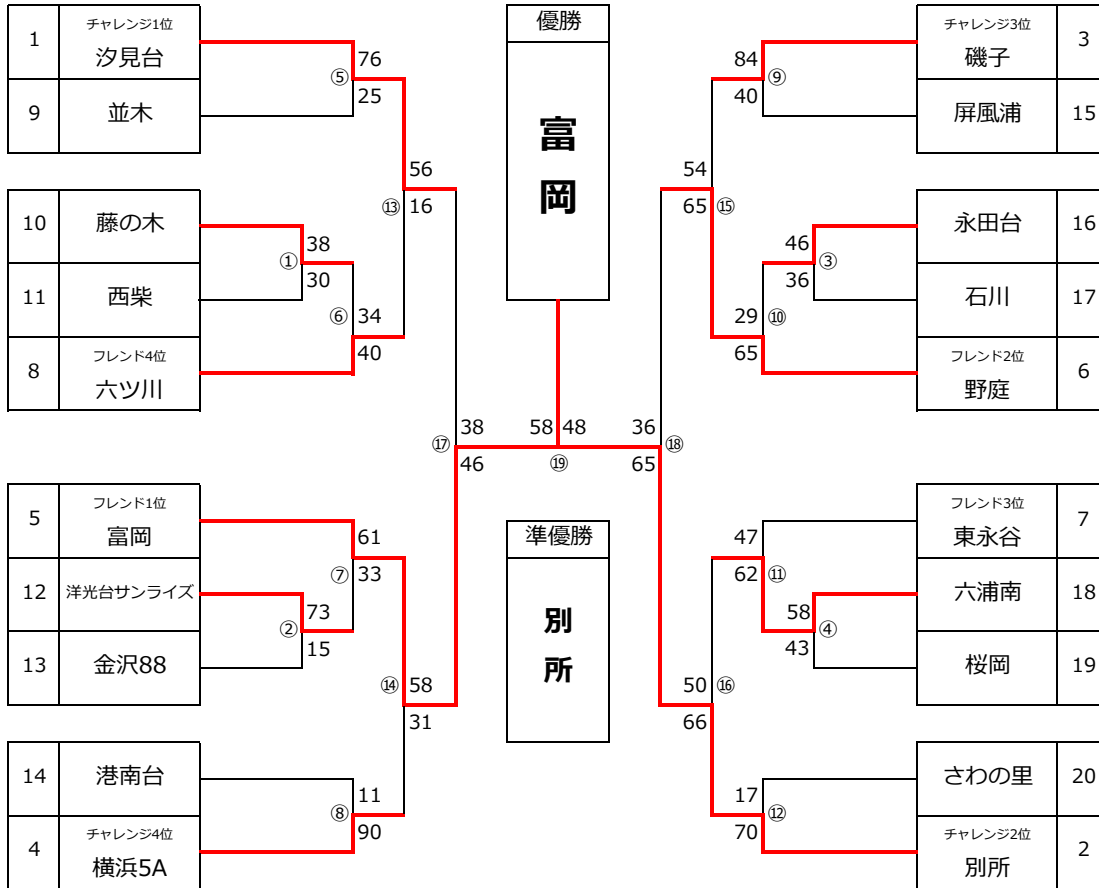 1
チャレンジ1位
汐見台
9
並木
76
⑤
25
10
藤の木
11
西柴
8
フレンド4位
六ツ川
38
①
30
⑥
34
40
56
⑬
16
5
フレンド1位
富岡
12
洋光台サンライズ
13
金沢88
61
⑦
33
73
②
15
14
港南台
4
チャレンジ4位
横浜5A
11
⑧
90
⑭
58
31
38
⑰
46
優勝
富
岡
58
48
⑲
準優勝
別
所
36
⑱
65
チャレンジ3位
磯子
3
屏風浦
15
84
⑨
40
54
65
⑮
永田台
16
石川
17
フレンド2位
野庭
6
46
③
36
29
⑩
65
フレンド3位
東永谷
7
六浦南
18
桜岡
19
47
62
⑪
58
④
43
50
⑯
66
さわの里
20
チャレンジ2位
別所
2
17
⑫
70